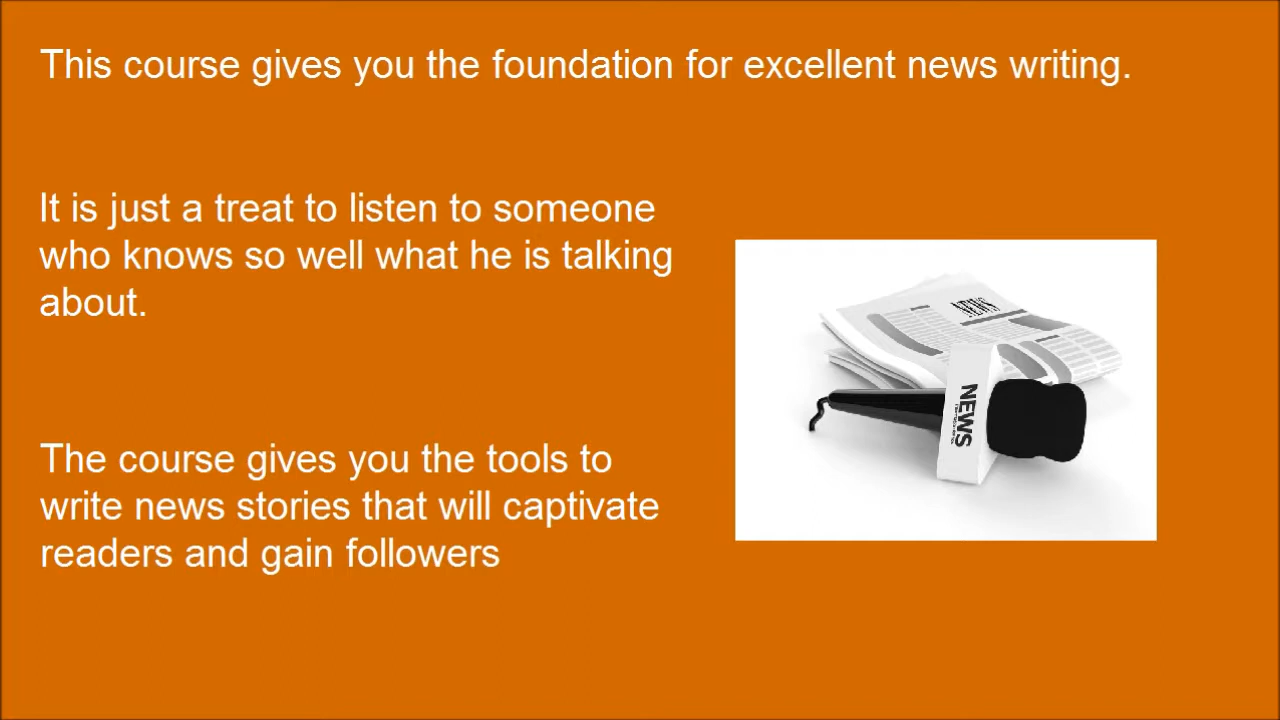 This course gives you the foundation for excellent news writing.
It is just a treat to listen to someone
who knows so well what he is talking
about.
The course gives you the tools to
write news stories that will captivate
readers and gain followers
NEWS
NEWS